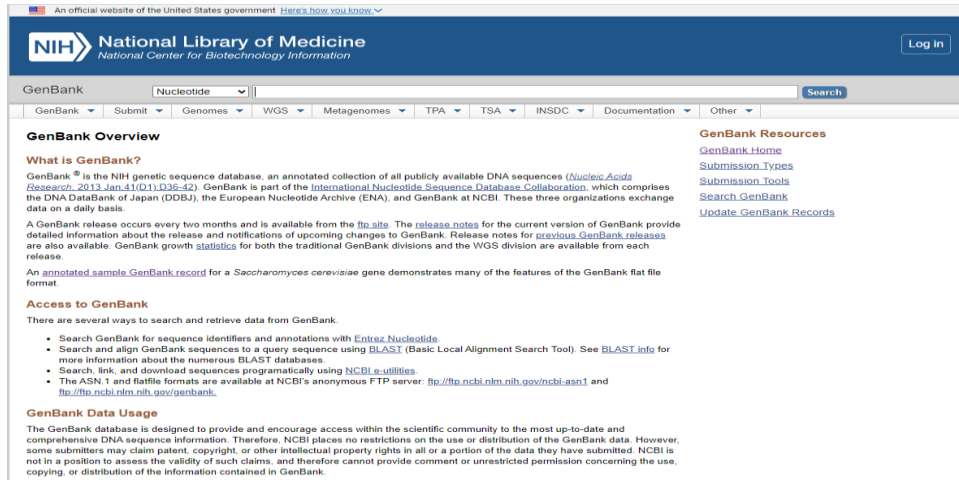 An official website of the United States government Here's how you know
NIH National Library of Medicine
National Center for Biotechnology Information
Log in
GenBank Nucleotide Search
GenBank Submit Genomes WGS Metagenomes TPA TSA INSDC Documentation Other
GenBank Overview
What is GenBank?
GenBank ® is the NIH genetic sequence database, an annotated collection of all publicly available DNA sequences (Nucleic Acids
Research, 2013 Jan;41(D1):D36-42). GenBank is part of the International Nucleotide Sequence Database Collaboration, which comprises
the DNA DataBank of Japan (DDBJ), the European Nucleotide Archive (ENA), and GenBank at NCBI. These three organizations exchange
data on a daily basis.
A GenBank release occurs every two months and is available from the ftp site. The release notes for the current version of GenBank provide
detailed information about the release and notifications of upcoming changes to GenBank. Release notes for previous GenBank releases
are also available. GenBank growth statistics for both the traditional GenBank divisions and the WGS division are available from each
release.
An annotated sample GenBank record for a Saccharomyces cerevisiae gene demonstrates many of the features of the GenBank flat file
format.
Access to GenBank
There are several ways to search and retrieve data from GenBank.
• Search GenBank for sequence identifiers and annotations with Entrez Nucleotide.
• Search and align GenBank sequences to a query sequence using BLAST (Basic Local Alignment Search Tool). See BLAST info for
more information about the numerous BLAST databases.
• Search, link, and download sequences programatically using NCBI e-utilities.
• The ASN.1 and flatfile formats are available at NCBI's anonymous FTP server: ftp://ftp.ncbi.nlm.nih.gov/ncbi-asn1 and
ftp://ftp.ncbi.nlm.nih.gov/genbank.
GenBank Data Usage
The GenBank database is designed to provide and encourage access within the scientific community to the most up-to-date and
comprehensive DNA sequence information. Therefore, NCBI places no restrictions on the use or distribution of the GenBank data. However,
some submitters may claim patent, copyright, or other intellectual property rights in all or a portion of the data they have submitted. NCBI is
not in a position to assess the validity of such claims, and therefore cannot provide comment or unrestricted permission concerning the use,
copying, or distribution of the information contained in GenBank.
GenBank Resources
GenBank Home
Submission Types
Submission Tools
Search GenBank
Update GenBank Records